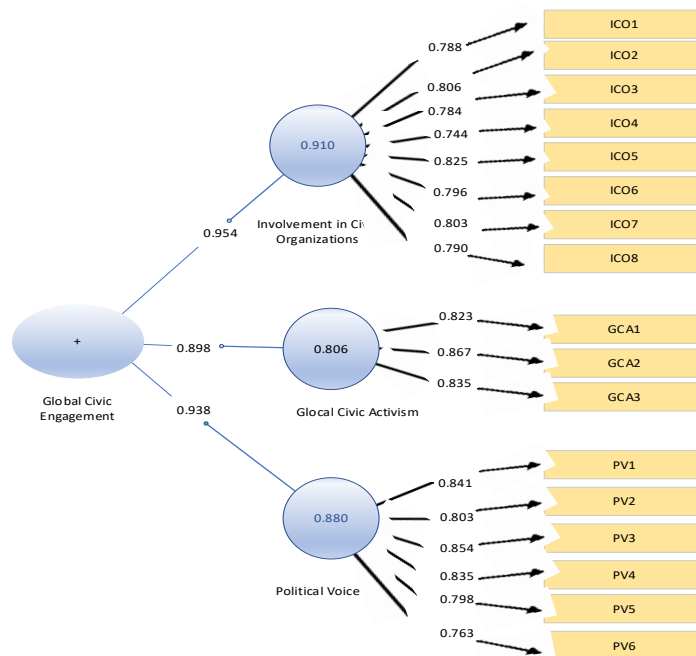 ICO1
0.788
ICO2
0.806
ICO3
0.784
ICO4
0.744
0.910
ICO5
0.825
ICO6
0.796
ICO7
0.803
Involvement in Civ
0.954
Organizations
0.790
ICO8
0.823
GCA1
+
0.898
0.806
0.867
GCA2
0.835
GCA3
Global Civic
Engagement
0.938
Glocal Civic Activism
PV1
0.841
PV2
0.803
0.880
PV3
0.854
PV4
0.835
Political Voice
0.798
PV5
0.763
PV6